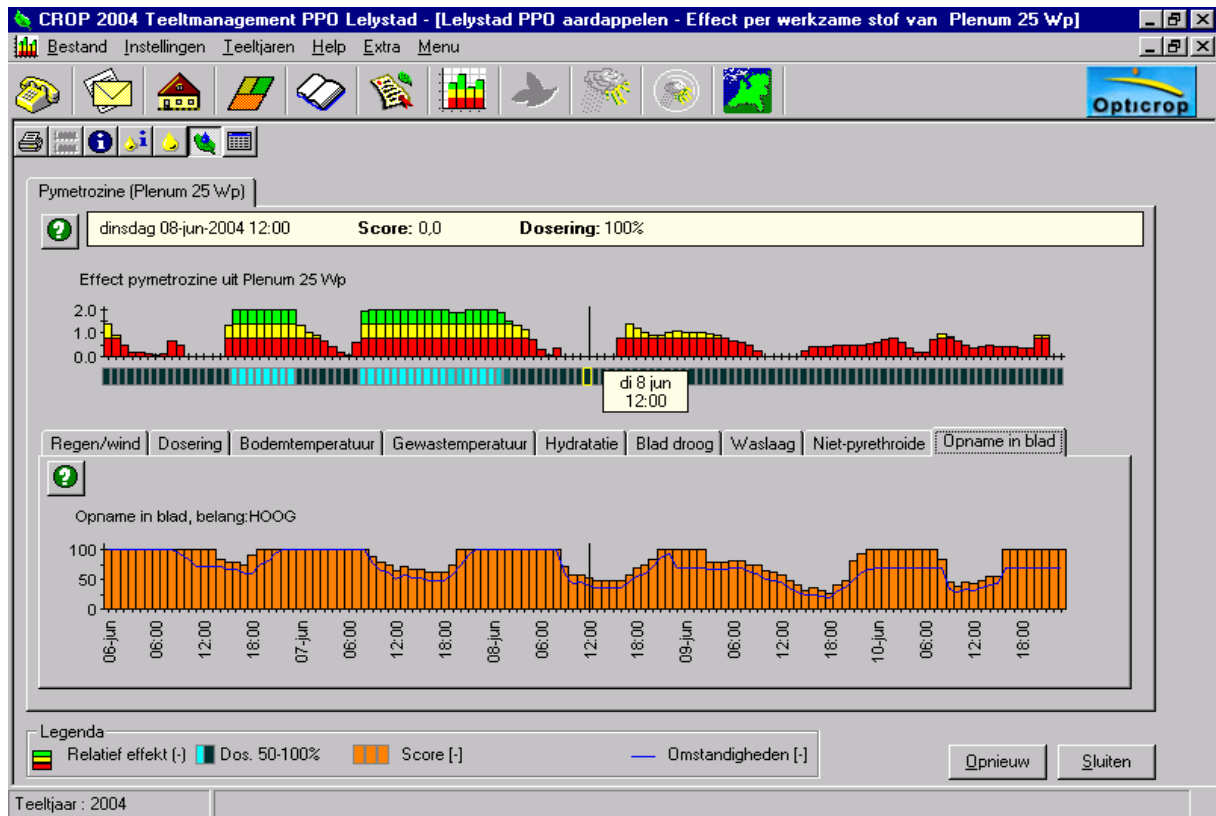 CROP 2004 Teeltmanagement PPO Lelystad - [Lelystad PPO aardappelen - Effect per werkzame stof van Plenum 25 Wp]
Bestand Instellingen Teeltjaren Help Extra Menu
Opticrop
Pymetrozine (Plenum 25 Wp)
dinsdag 08-jun-2004 12:00 Score: 0,0 Dosering: 100%
Effect pymetrozine uit Plenum 25 Wp
2.0
1.0
0.0
di 8 jun
12:00
Regen/wind Dosering Bodemtemperatuur Gewastemperatuur Hydratatie Blad droog Waslaag Niet-pyrethroide Opname in blad
Opname in blad, belang:HOOG
100
50
0
06-jun 06:00 12:00 18:00 07-jun 06:00 12:00 18:00 08-jun 06:00 12:00 18:00 09-jun 06:00 12:00 18:00 10-jun 06:00 12:00 18:00
Legenda
Relatief effekt [-] Dos. 50-100% Score [-] Omstandigheden [-]
Opnieuw Sluiten
Teeltjaar : 2004